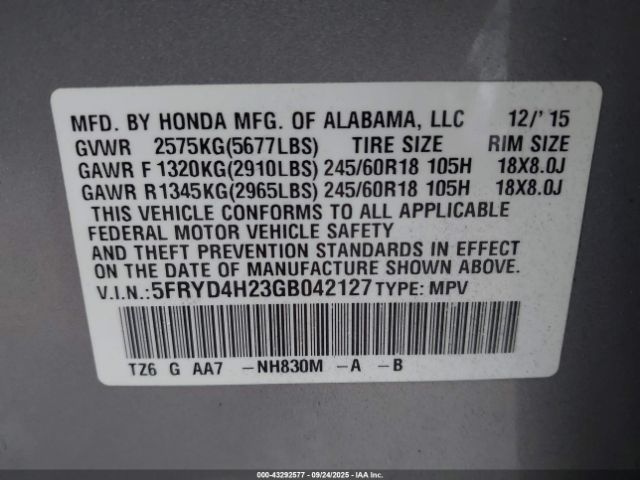 MFD. BY HONDA MFG. OF ALABAMA, LLC 12/'15
GVWR 2575KG(5677LBS) TIRE SIZE RIM SIZE
GAWR F 1320KG(2910LBS) 245/60R18 105H 18X8.0J
GAWR R1345KG(2965LBS) 245/60R18 105H 18X8.0J
THIS VEHICLE CONFORMS TO ALL APPLICABLE
FEDERAL MOTOR VEHICLE SAFETY
AND THEFT PREVENTION STANDARDS IN EFFECT
ON THE DATE OF MANUFACTURE SHOWN ABOVE.
V.I.N.:5FRYD4H23GB042127 TYPE: MPV
TZ6 G AA7 -NH830M -A -B
000-43292577 - 09/24/2025 - IAAI.COM